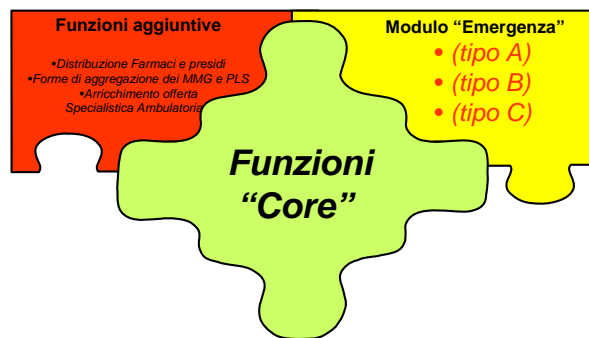 Funzioni aggiuntive
•Distribuzione Farmaci e presidi
•Forme di aggregazione dei MMG e PLS
•Arricchimento offerta
Specialistica Ambulatoria
Modulo “Emergenza”
• (tipo A)
• (tipo B)
• (tipo C)
Funzioni
“Core”